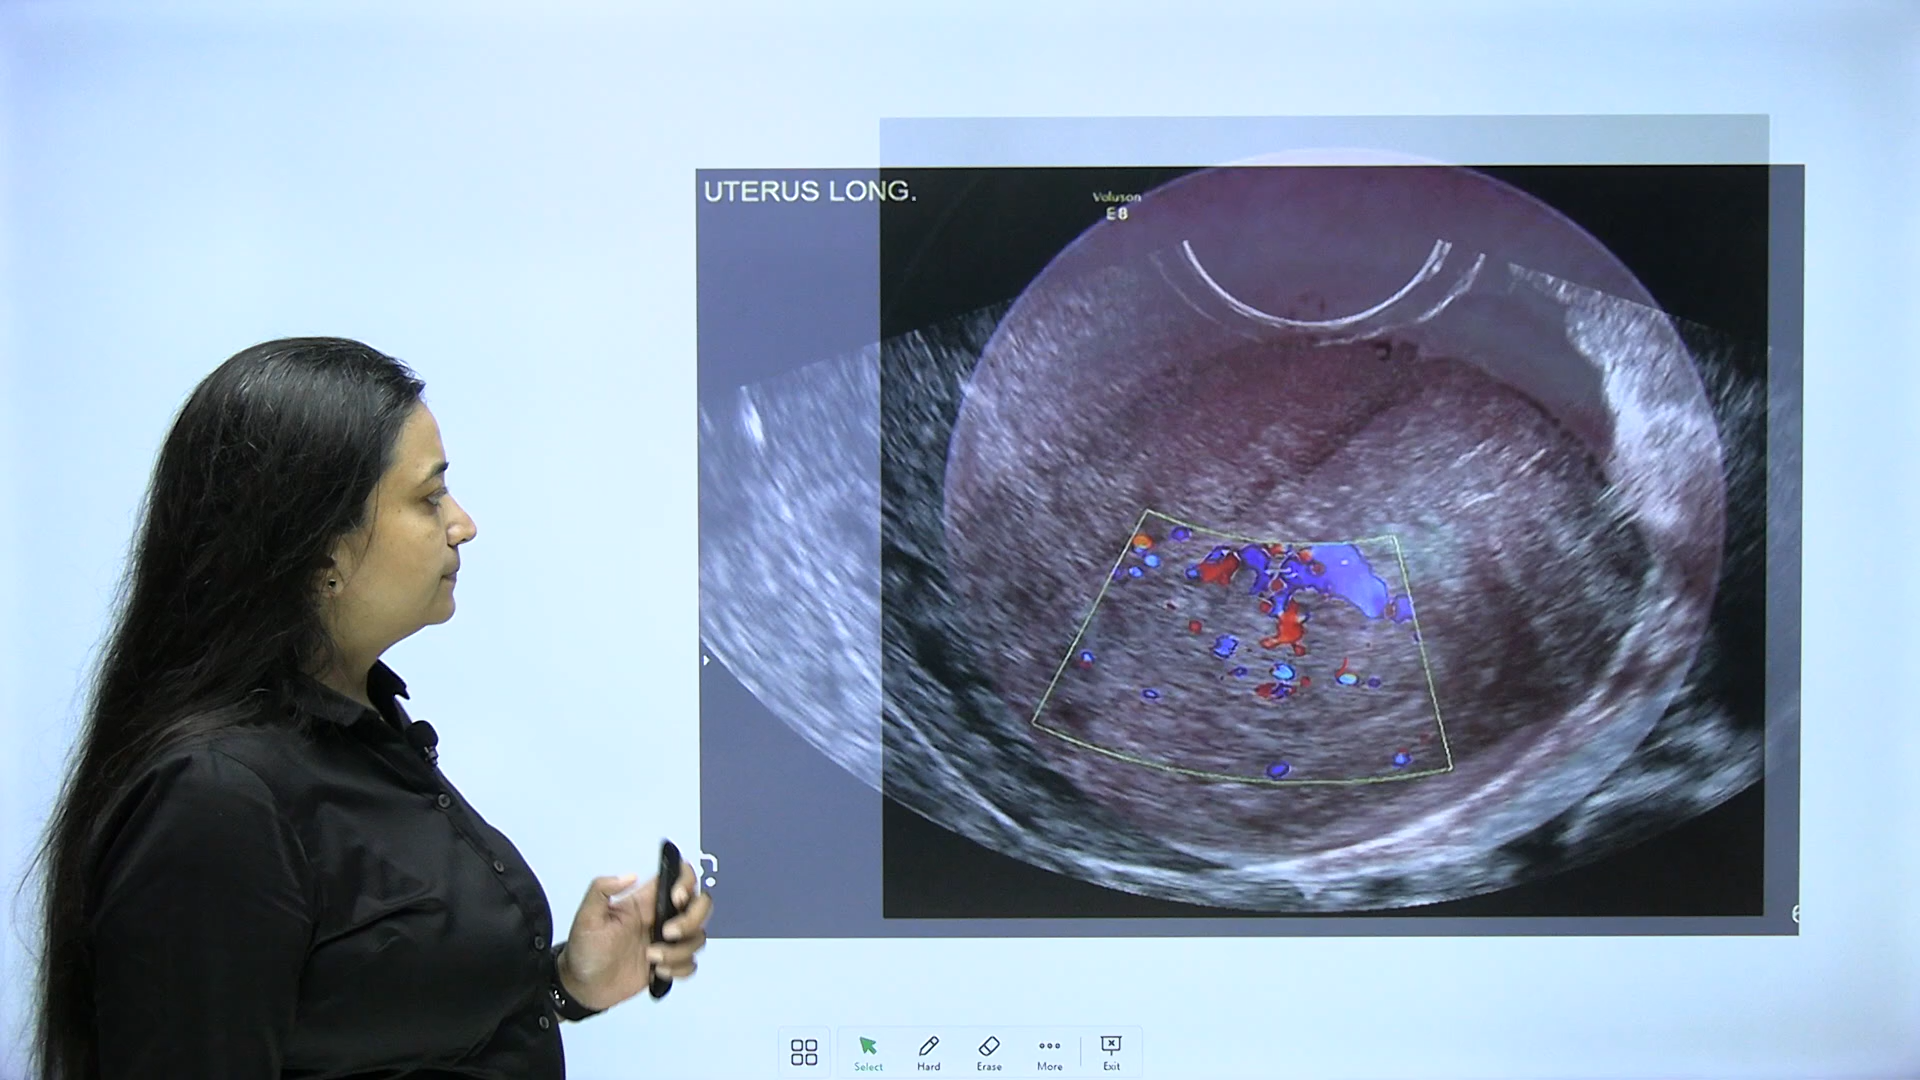 UTERUS LONG.
Voluson
E8
Select
Hard
Erase
More
Exit